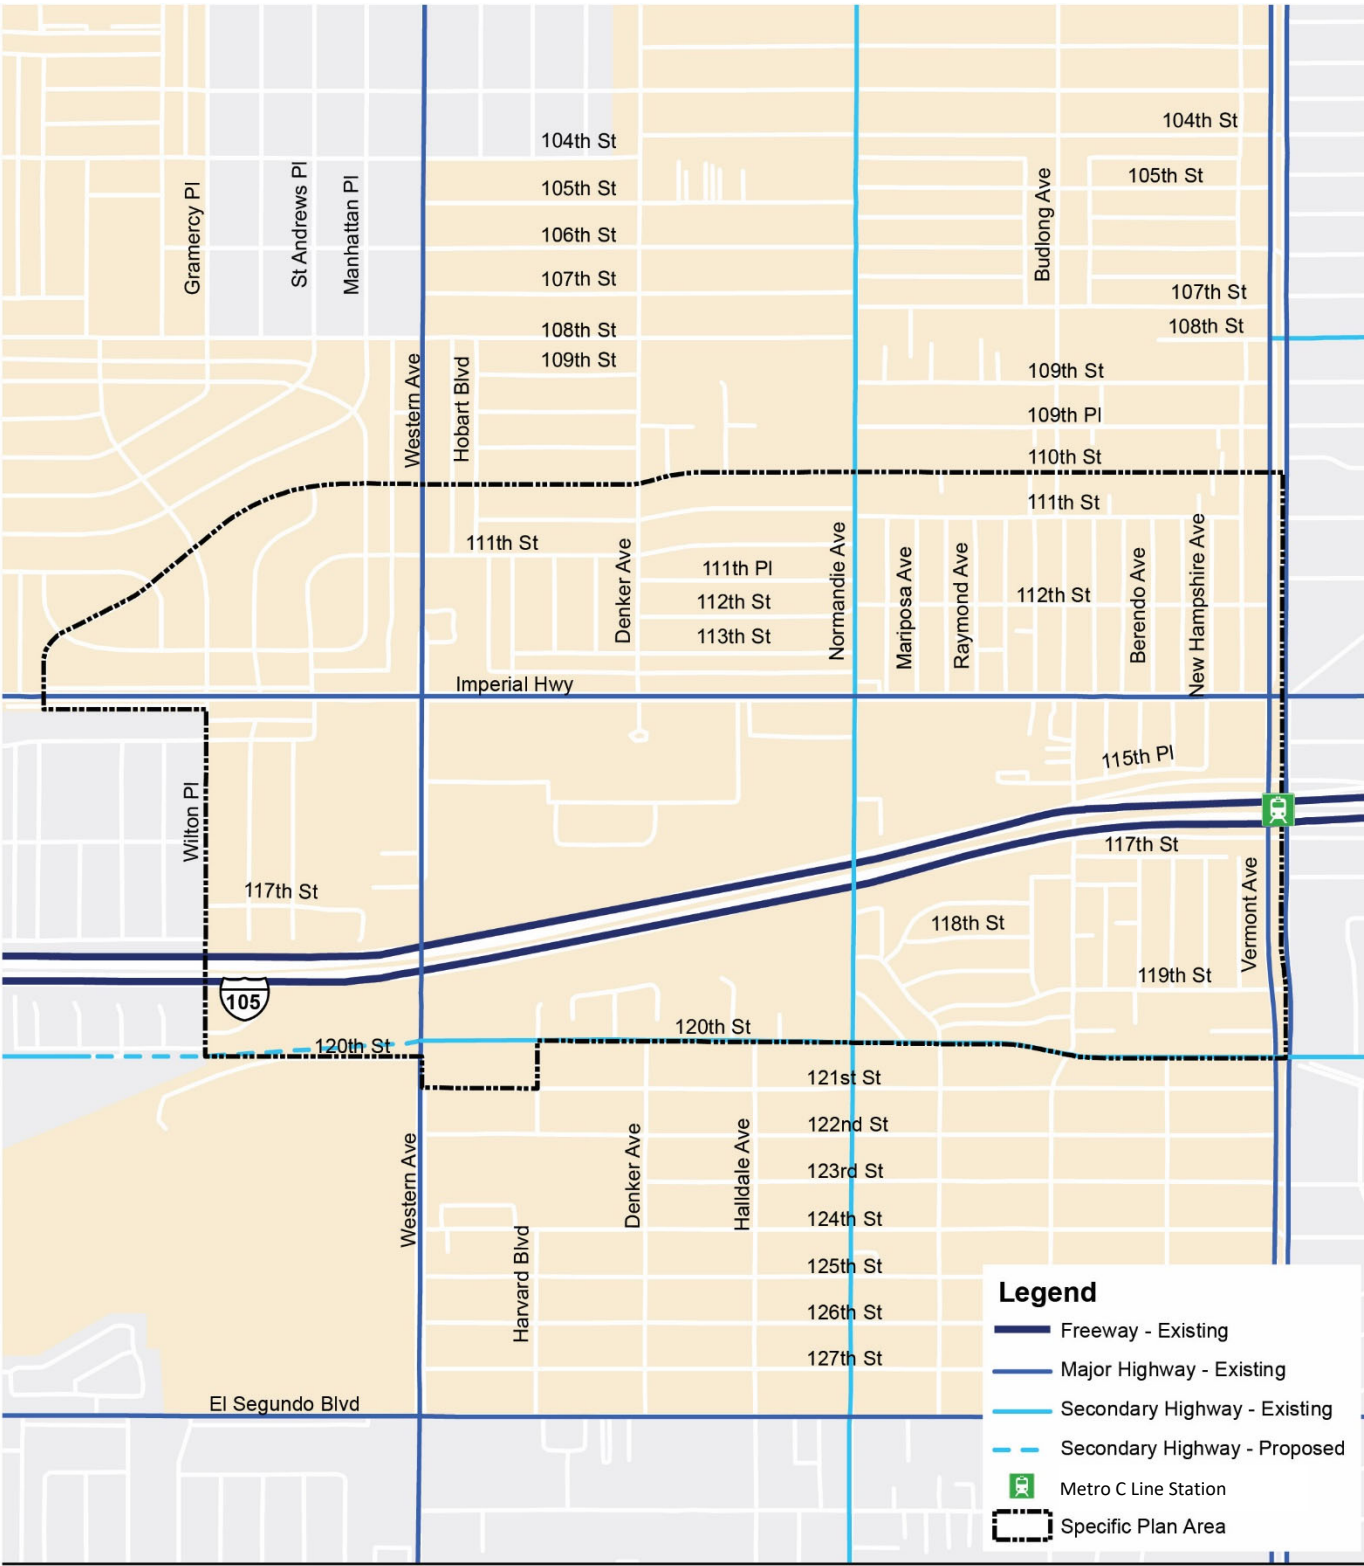 104th St
104th St
105th St
105th St
Gramercy Pl
St Andrews Pl
Manhattan Pl
Budlong Ave
106th St
107th St
107th St
108th St
108th St
109th St
109th St
Western Ave
Hobart Blvd
109th Pl
110th St
111th St
111th St
Denker Ave
111th Pl
112th St
113th St
Normandie Ave
Mariposa Ave
Raymond Ave
112th St
Berendo Ave
New Hampshire Ave
Imperial Hwy
115th Pl
Wilton Pl
117th St
117th St
118th St
Vermont Ave
119th St
105
120th St
120th St
121st St
122nd St
Western Ave
Denker Ave
Halldale Ave
123rd St
124th St
Harvard Blvd
125th St
126th St
127th St
El Segundo Blvd
Legend
Freeway - Existing
Major Highway - Existing
Secondary Highway - Existing
Secondary Highway - Proposed
Metro C Line Station
Specific Plan Area